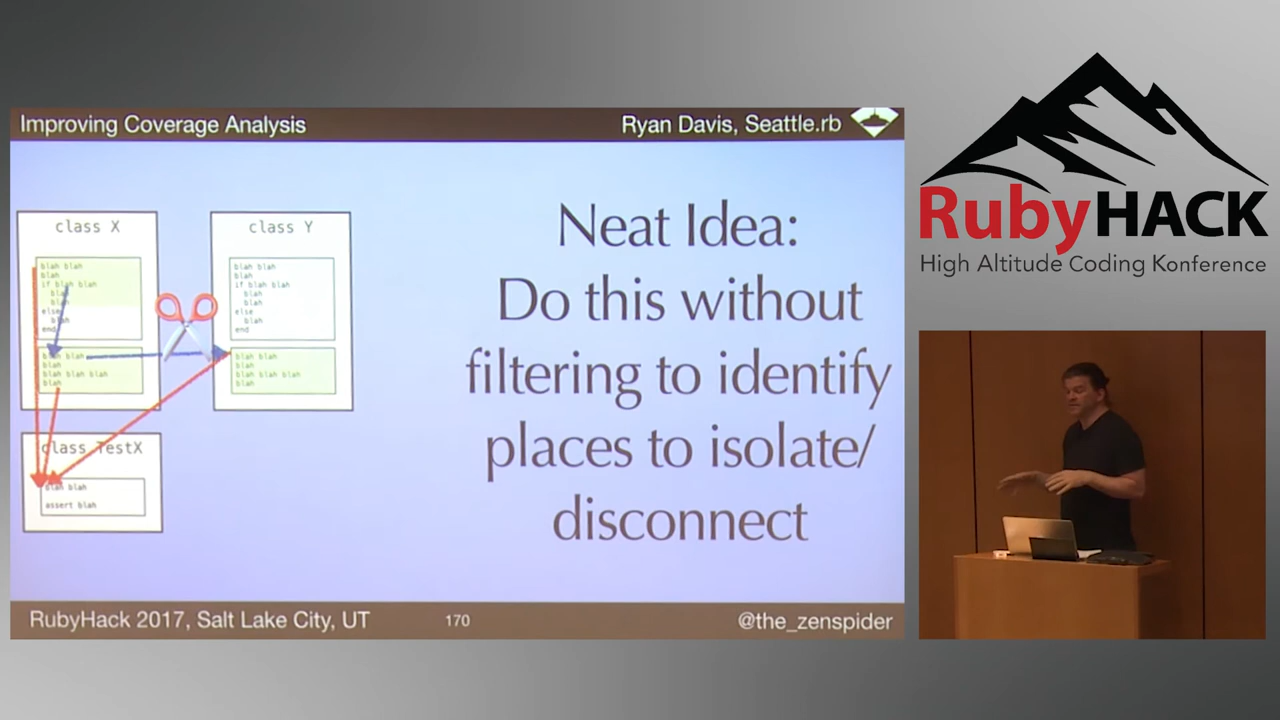 Improving Coverage Analysis
Ryan Davis, Seattle.rb
class X
blah blah
blah
if blah blah
blah
blah
else
blah
end
blah blah
blah
blah blah blah
blah
class Y
blah blah
blah
if blah blah
blah
blah
else
blah
end
blah blah
blah
blah blah blah
blah
class TestX
blah blah
assert blah
Neat Idea:
Do this without
filtering to identify
places to isolate/
disconnect
RubyHack 2017, Salt Lake City, UT
170
@the_zenspider
RubyHACK
High Altitude Coding Konference